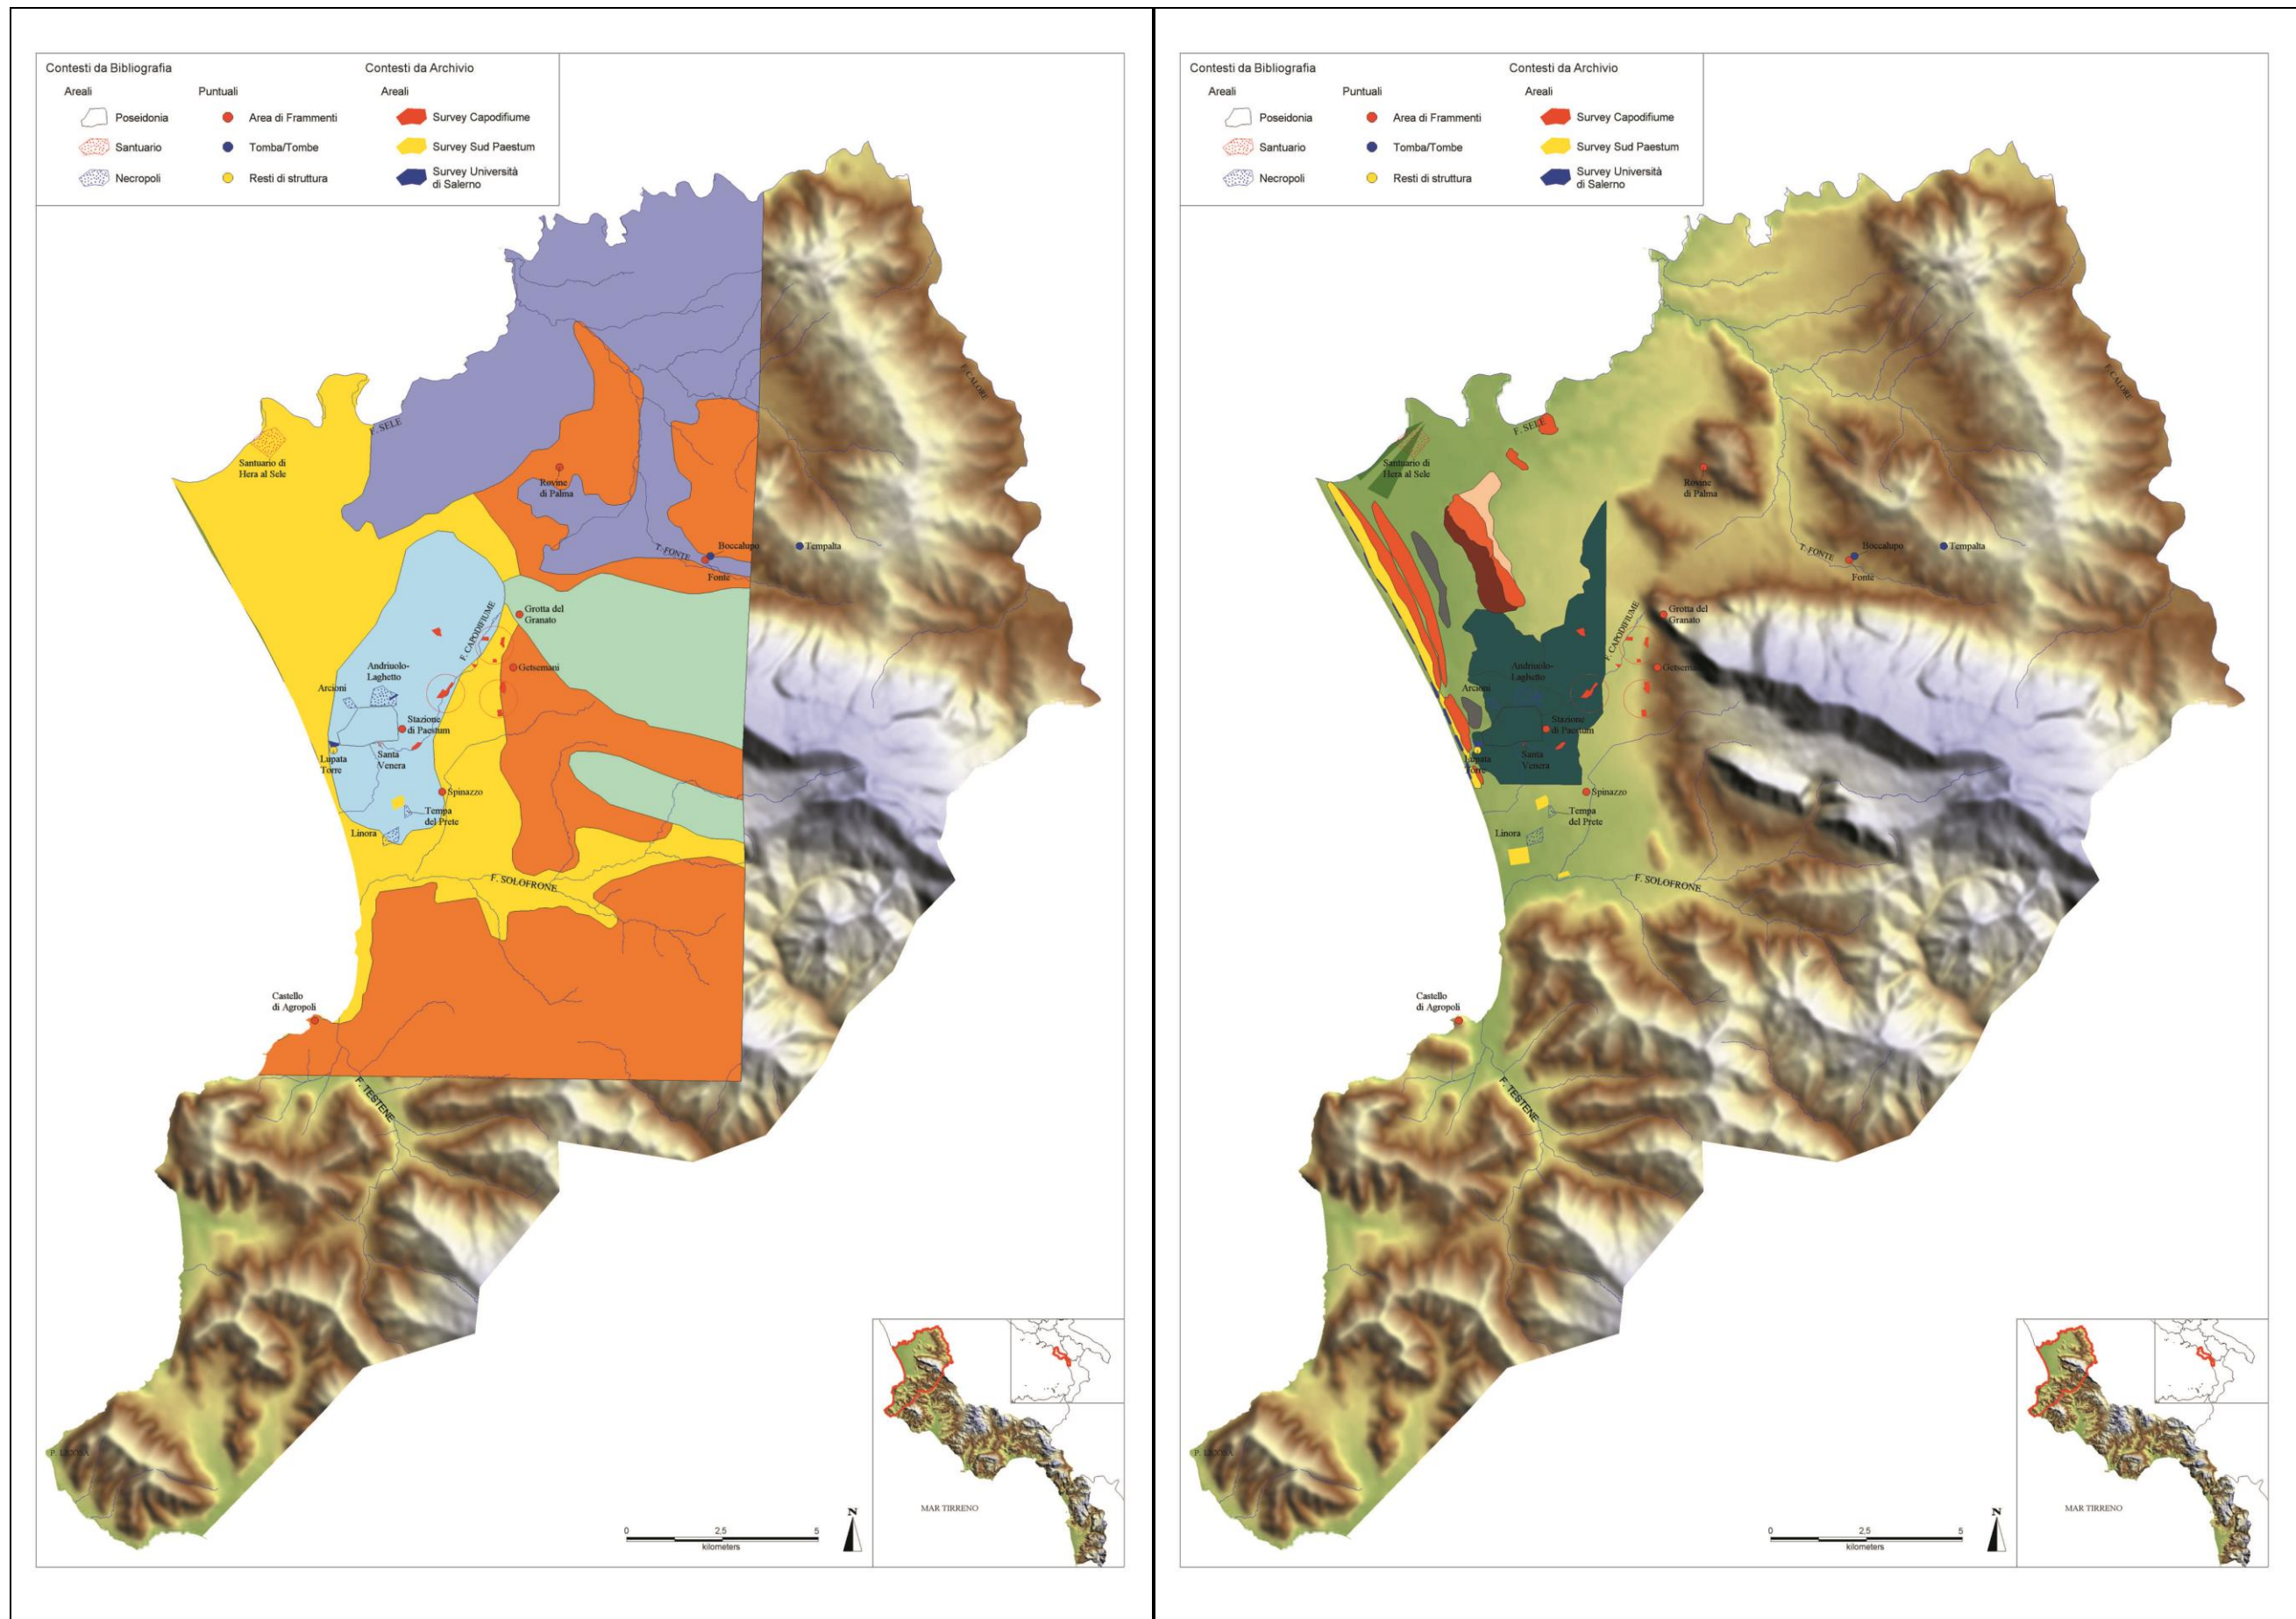 Contesti da Bibliografia
Contesti da Archivio
Areali
Puntuali
Areali
Poseidonia
Area di Frammenti
Survey Capodifiume
Santuario
Tomba/Tombe
Survey Sud Paestum
Necropoli
Resti di struttura
Survey Università
di Salerno
F. CALORE
F. SELE
Santuario di
Hera al Sele
Rovine
di Palma
T. FONTE
Boccalupo
Tempalta
Fonte
Grotta del
Granato
F. CAPODIFIUME
Getsemani
Andriuolo-
Laghetto
Arcioni
Stazione
di Paestum
Lupata
Torre
Santa
Venera
Spinazzo
Tempa
del Prete
Linora
F. SOLOFRONE
Castello
di Agropoli
F. TESTENE
P. LICOSA
MAR TIRRENO
N
0
2,5
5
kilometers
Contesti da Bibliografia
Contesti da Archivio
Areali
Puntuali
Areali
Poseidonia
Area di Frammenti
Survey Capodifiume
Santuario
Tomba/Tombe
Survey Sud Paestum
Necropoli
Resti di struttura
Survey Università
di Salerno
F. CALORE
F. SELE
Santuario di
Hera al Sele
Rovine
di Palma
T. FONTE
Boccalupo
Tempalta
Fonte
Grotta del
Granato
F. CAPODIFIUME
Getsemani
Andriuolo-
Laghetto
Arcioni
Stazione
di Paestum
Lupata
Torre
Santa
Venera
Spinazzo
Tempa
del Prete
Linora
F. SOLOFRONE
Castello
di Agropoli
F. TESTENE
P. LICOSA
MAR TIRRENO
N
0
2,5
5
kilometers